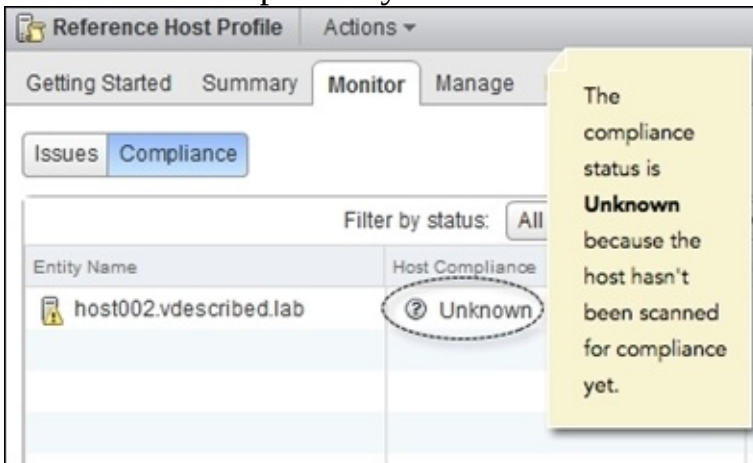 Reference Host Profile Actions
Getting Started Summary Monitor Manage
Issues Compliance
Filter by status: All
Entity Name Host Compliance
host002.vdescribed.lab ? Unknown
The
compliance
status is
Unknown
because the
host hasn't
been scanned
for compliance
yet.